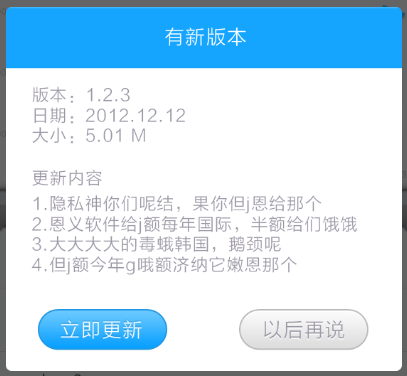 有新版本
版本：1.2.3
日期：2012.12.12
大小：5.01 M
更新内容
1.隐私神你们呢结，果你但j恩给那个
2.恩义软件给j额每年国际，半额给们饿饿
3.大大大大的毒蛾韩国，鹅颈呢
4.但j额今年g哦额济纳它嫩恩那个
立即更新
以后再说